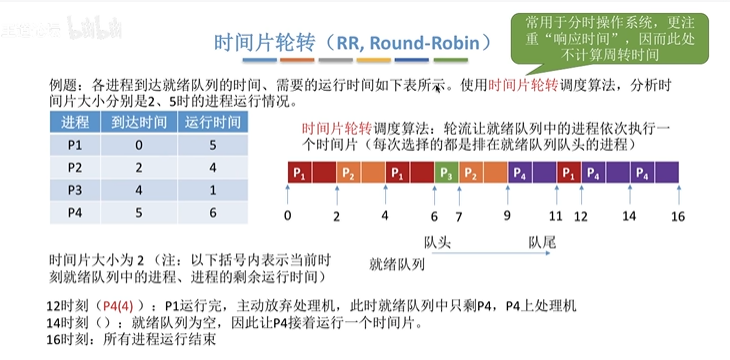 时间片轮转（RR, Round-Robin）
常用于分时操作系统，更注
重“响应时间”，因而此处
不计算周转时间
例题：各进程到达就绪队列的时间、需要的运行时间如下表所示。使用时间片轮转调度算法，分析时
间片大小分别是2、5时的进程运行情况。
进程 到达时间 运行时间
P1 0 5
P2 2 4
P3 4 1
P4 5 6
时间片轮转调度算法：轮流让就绪队列中的进程依次执行一
个时间片（每次选择的都是排在就绪队列队头的进程）
P1 P2 P1 P3 P2 P4 P1 P4 P4
0 2 4 6 7 9 11 12 14 16
队头 队尾
就绪队列
时间片大小为 2 （注：以下括号内表示当前时
刻就绪队列中的进程、进程的剩余运行时间）
12时刻（P4(4) ）：P1运行完，主动放弃处理机，此时就绪队列中只剩P4，P4上处理机
14时刻（）：就绪队列为空，因此让P4接着运行一个时间片。
16时刻：所有进程运行结束